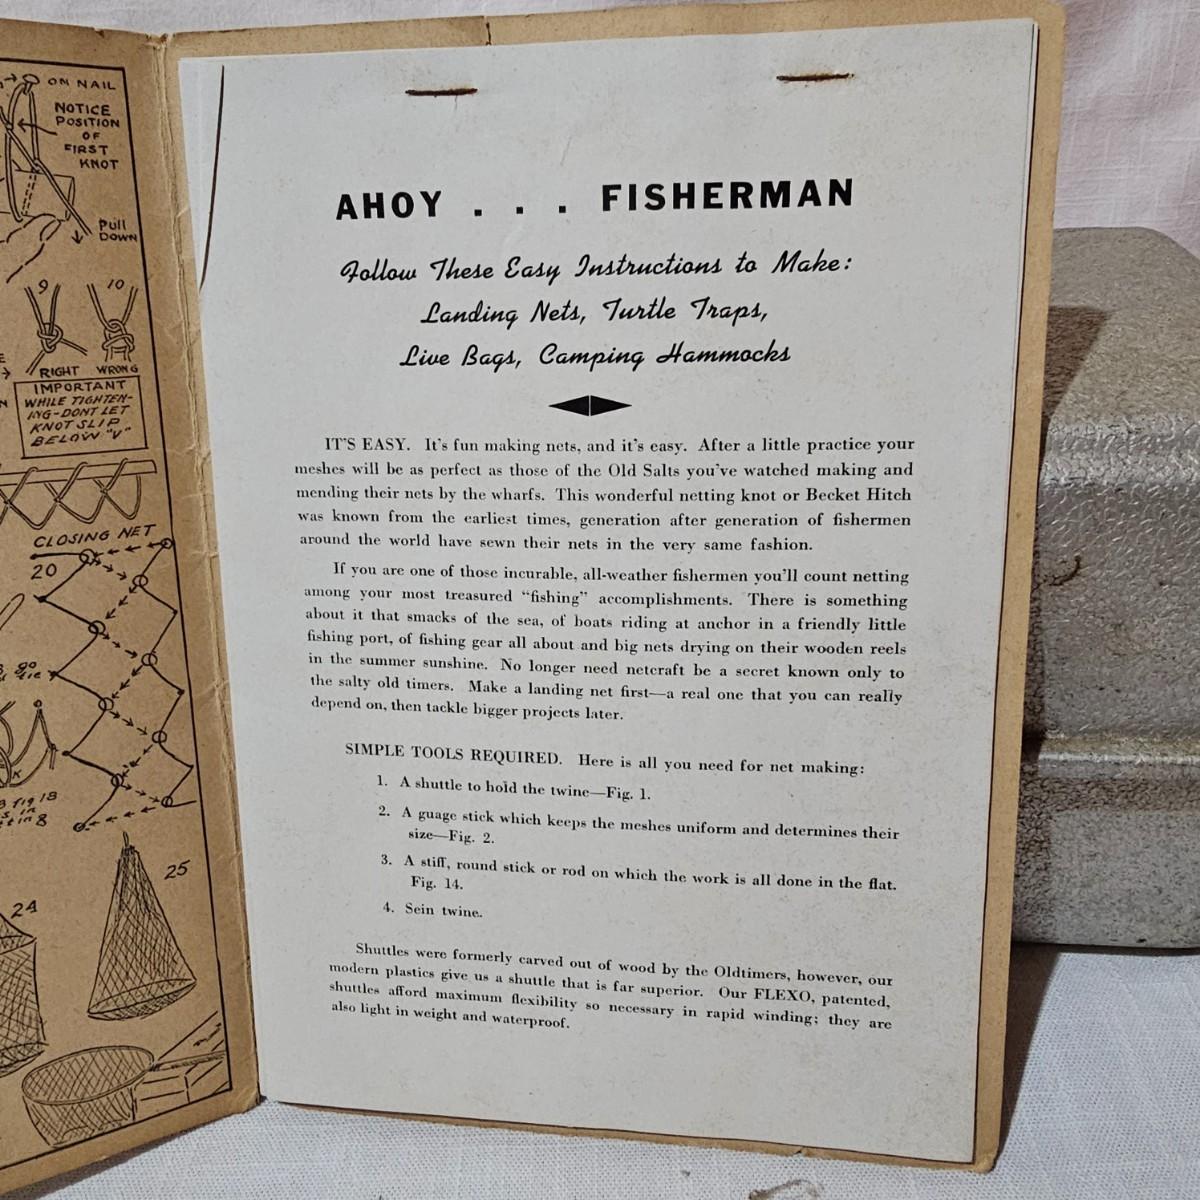 ON NAIL
NOTICE
POSITION
OF
FIRST
KNOT
Pull
DOWN
9
10
RIGHT WRONG
IMPORTANT
WHILE TIGHTEN-
ING-DONT LET
KNOT SLIP
BELOW "V"
CLOSING NET
20
25
24
AHOY . . . FISHERMAN
Follow These Easy Instructions to Make:
Landing Nets, Turtle Traps,
Live Bags, Camping Hammocks
IT'S EASY. It's fun making nets, and it's easy. After a little practice your
meshes will be as perfect as those of the Old Salts you've watched making and
mending their nets by the wharfs. This wonderful netting knot or Becket Hitch
was known from the earliest times, generation after generation of fishermen
around the world have sewn their nets in the very same fashion.
If you are one of those incurable, all-weather fishermen you'll count netting
among your most treasured "fishing" accomplishments. There is something
about it that smacks of the sea, of boats riding at anchor in a friendly little
fishing port, of fishing gear all about and big nets drying on their wooden reels
in the summer sunshine. No longer need netcraft be a secret known only to
the salty old timers. Make a landing net first—a real one that you can really
depend on, then tackle bigger projects later.
SIMPLE TOOLS REQUIRED. Here is all you need for net making:
1. A shuttle to hold the twine—Fig. 1.
2. A guage stick which keeps the meshes uniform and determines their
size—Fig. 2.
3. A stiff, round stick or rod on which the work is all done in the flat.
Fig. 14.
4. Sein twine.
Shuttles were formerly carved out of wood by the Oldtimers, however, our
modern plastics give us a shuttle that is far superior. Our FLEXO, patented,
shuttles afford maximum flexibility so necessary in rapid winding; they are
also light in weight and waterproof.